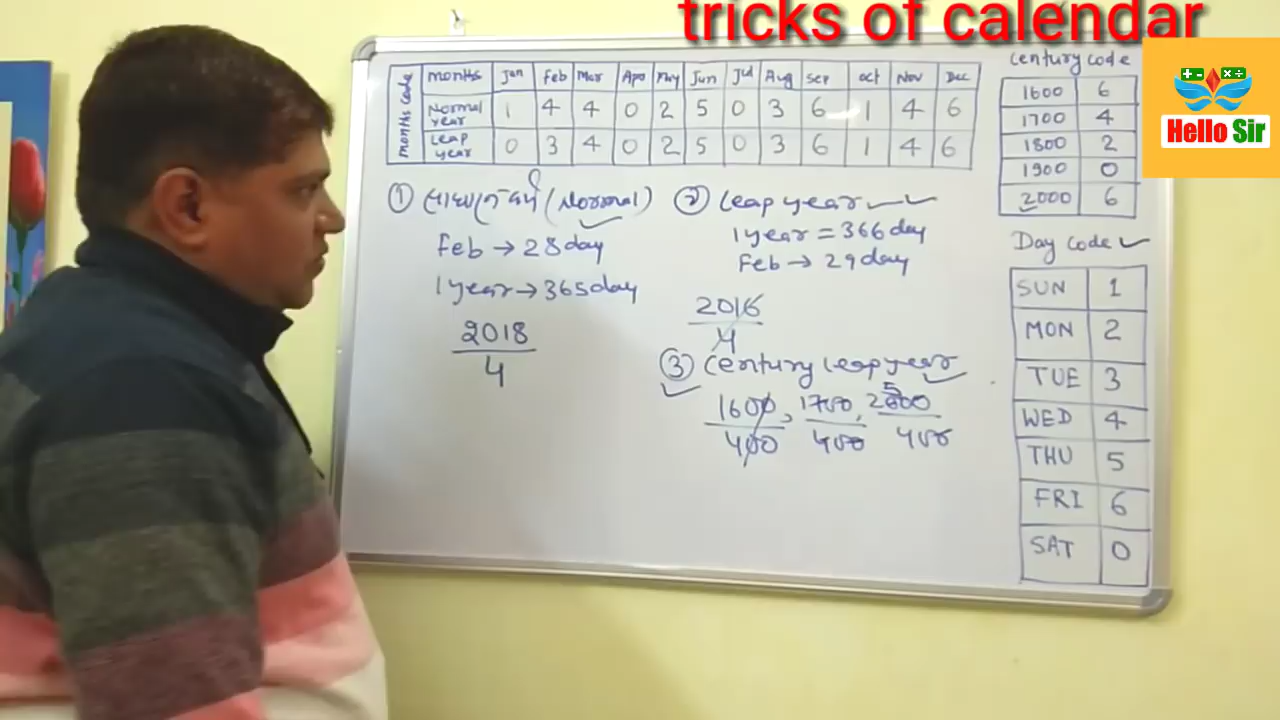 tricks of calendar
months code
months Jan Feb Mar Apr May Jun Jul Aug Sep Oct Nov Dec
Normal year 1 4 4 0 2 5 0 3 6 1 4 6
Leap year 0 3 4 0 2 5 0 3 6 1 4 6
Century code
1600 6
1700 4
1800 2
1900 0
2000 6
Hello Sir
① સામાન્ય વર્ષ (Normal)
Feb → 28 day
1 year → 365 day
2018
4
② Leap year
1 year = 366 day
Feb → 29 day
2016
4
③ Century Leap year
1600, 1700, 2000
400 400 400
5
Day code
SUN 1
MON 2
TUE 3
WED 4
THU 5
FRI 6
SAT 0